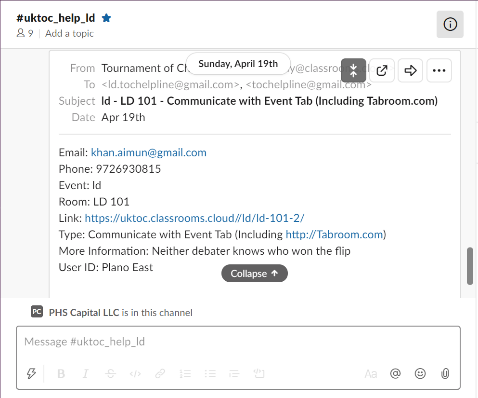 #uktoc_help_ld
9 | Add a topic
Sunday, April 19th
From Tournament of Ch
To <ld.tochelpline@gmail.com>, <tochelpline@gmail.com>
Subject ld - LD 101 - Communicate with Event Tab (Including Tabroom.com)
Date Apr 19th
Email: khan.aimun@gmail.com
Phone: 9726930815
Event: ld
Room: LD 101
Link: https://uktoc.classrooms.cloud//ld/ld-101-2/
Type: Communicate with Event Tab (Including http://Tabroom.com)
More Information: Neither debater knows who won the flip
User ID: Plano East
Collapse ↑
PC PHS Capital LLC is in this channel
Message #uktoc_help_ld
B I S </> Aa @